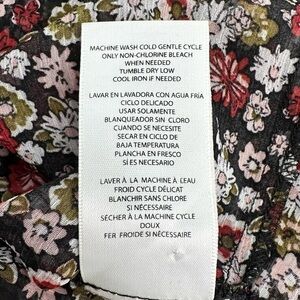 MACHINE WASH COLD GENTLE CYCLE
ONLY NON-CHLORINE BLEACH
WHEN NEEDED
TUMBLE DRY LOW
COOL IRON IF NEEDED
LAVAR EN LAVADORA CON AGUA FRÍA
CICLO DELICADO
USAR SOLAMENTE
BLANQUEADOR SIN CLORO
CUANDO SE NECESITE
SECAR EN CICLO DE
BAJA TEMPERATURA
PLANCHA EN FRESCO
SÍ ES NECESARIO
LAVER À LA MACHINE À L'EAU
FROID CYCLE DÉLICAT
BLANCHIR SANS CHLORE
SI NÉCESSAIRE
SÉCHER À LA MACHINE CYCLE
DOUX
FER FROIDE SI NÉCESSAIRE